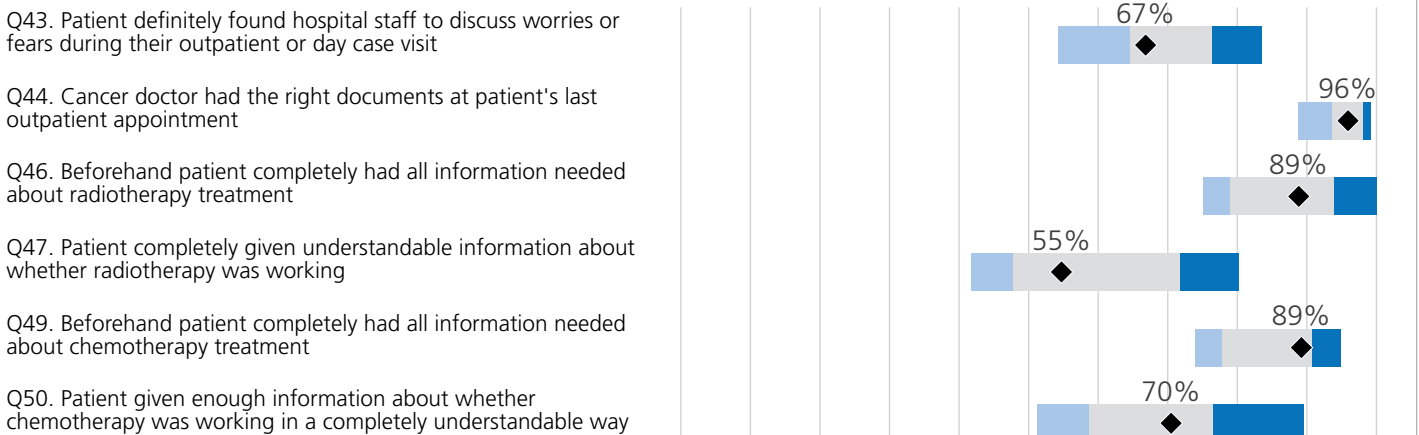 Q43. Patient definitely found hospital staff to discuss worries or
fears during their outpatient or day case visit
67%
Q44. Cancer doctor had the right documents at patient's last
outpatient appointment
96%
Q46. Beforehand patient completely had all information needed
about radiotherapy treatment
89%
Q47. Patient completely given understandable information about
whether radiotherapy was working
55%
Q49. Beforehand patient completely had all information needed
about chemotherapy treatment
89%
Q50. Patient given enough information about whether
chemotherapy was working in a completely understandable way
70%